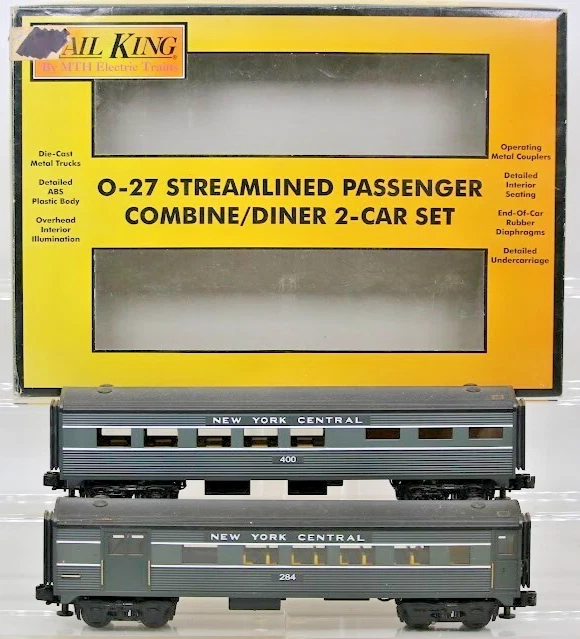 AIL KING
By MTH Electric Trains
Die-Cast
Metal Trucks
Detailed
ABS
Plastic Body
Overhead
Interior
Illumination
O-27 STREAMLINED PASSENGER
COMBINE/DINER 2-CAR SET
Operating
Metal Couplers
Detailed
Interior
Seating
End-Of-Car
Rubber
Diaphragms
Detailed
Undercarriage
NEW YORK CENTRAL
400
NEW YORK CENTRAL
284